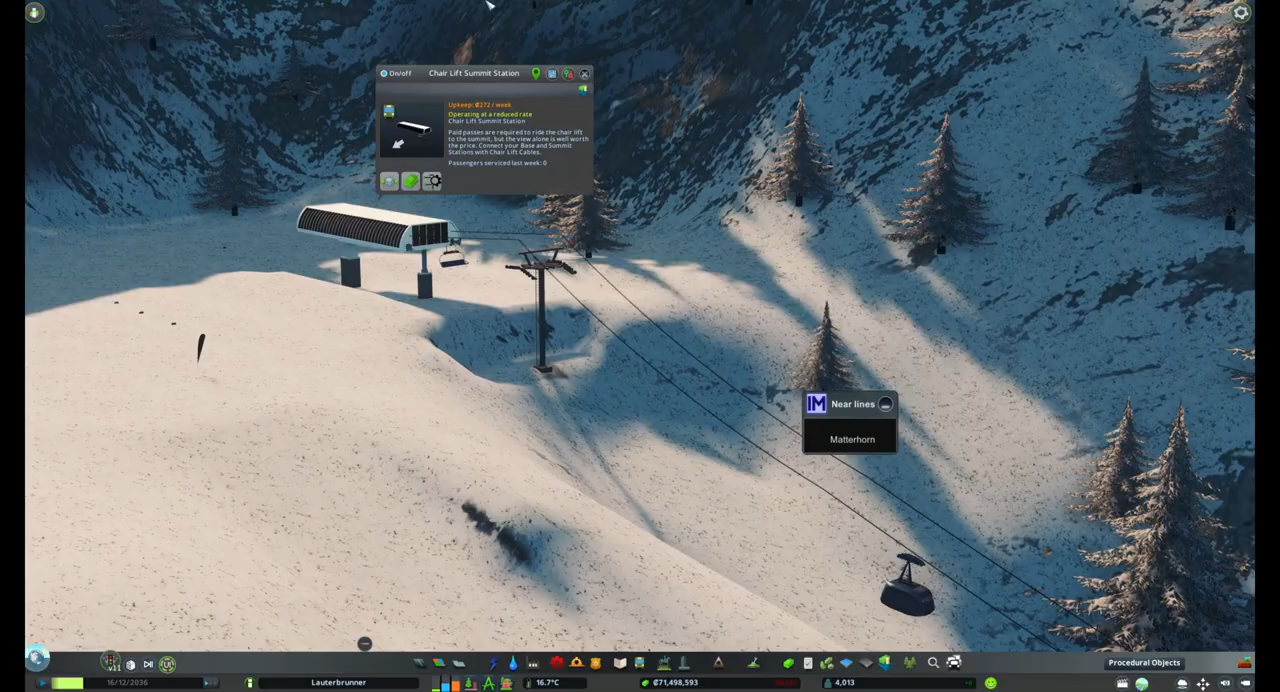 On/off
Chair Lift Summit Station
Upkeep: ₡272 / week
Operating at a reduced rate
Chair Lift Summit Station
Paid passes are required to ride the chair lift
to the summit, but the view alone is well worth
the price. Connect your Base and Summit
Stations with Chair Lift Cables.
Passengers serviced last week: 0
IM
Near lines
Matterhorn
v11
Procedural Objects
16/12/2036
Lauterbrunner
16.7°C
₡71,498,593
4,013